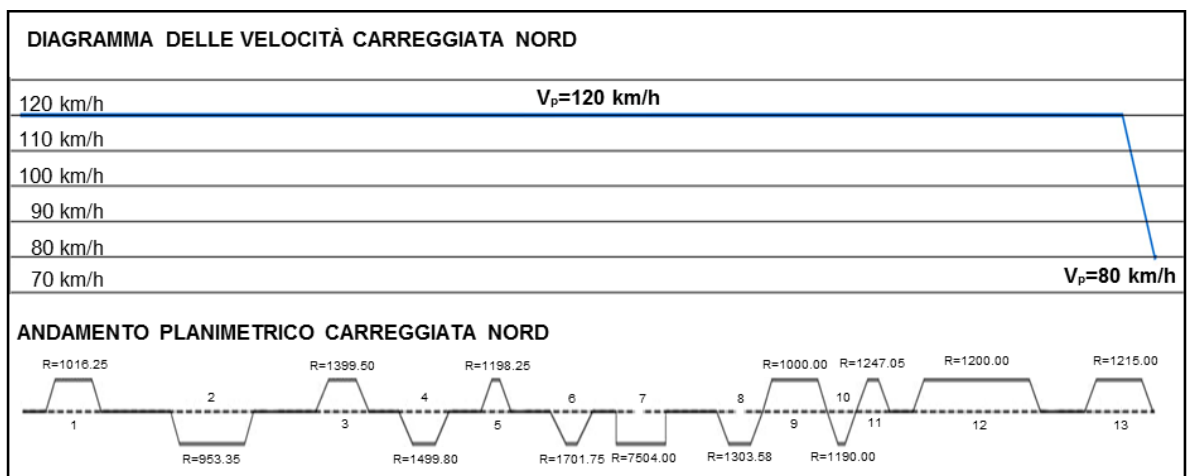 DIAGRAMMA DELLE VELOCITÀ CARREGGIATA NORD
Vₚ=120 km/h
120 km/h
110 km/h
100 km/h
90 km/h
80 km/h
70 km/h
Vₚ=80 km/h
ANDAMENTO PLANIMETRICO CARREGGIATA NORD
R=1016.25 R=1399.50 R=1198.25 R=1000.00 R=1247.05 R=1200.00 R=1215.00
2 4 6 7 8 10
1 3 5 9 11 12 13
R=953.35 R=1499.80 R=1701.75 R=7504.00 R=1303.58 R=1190.00